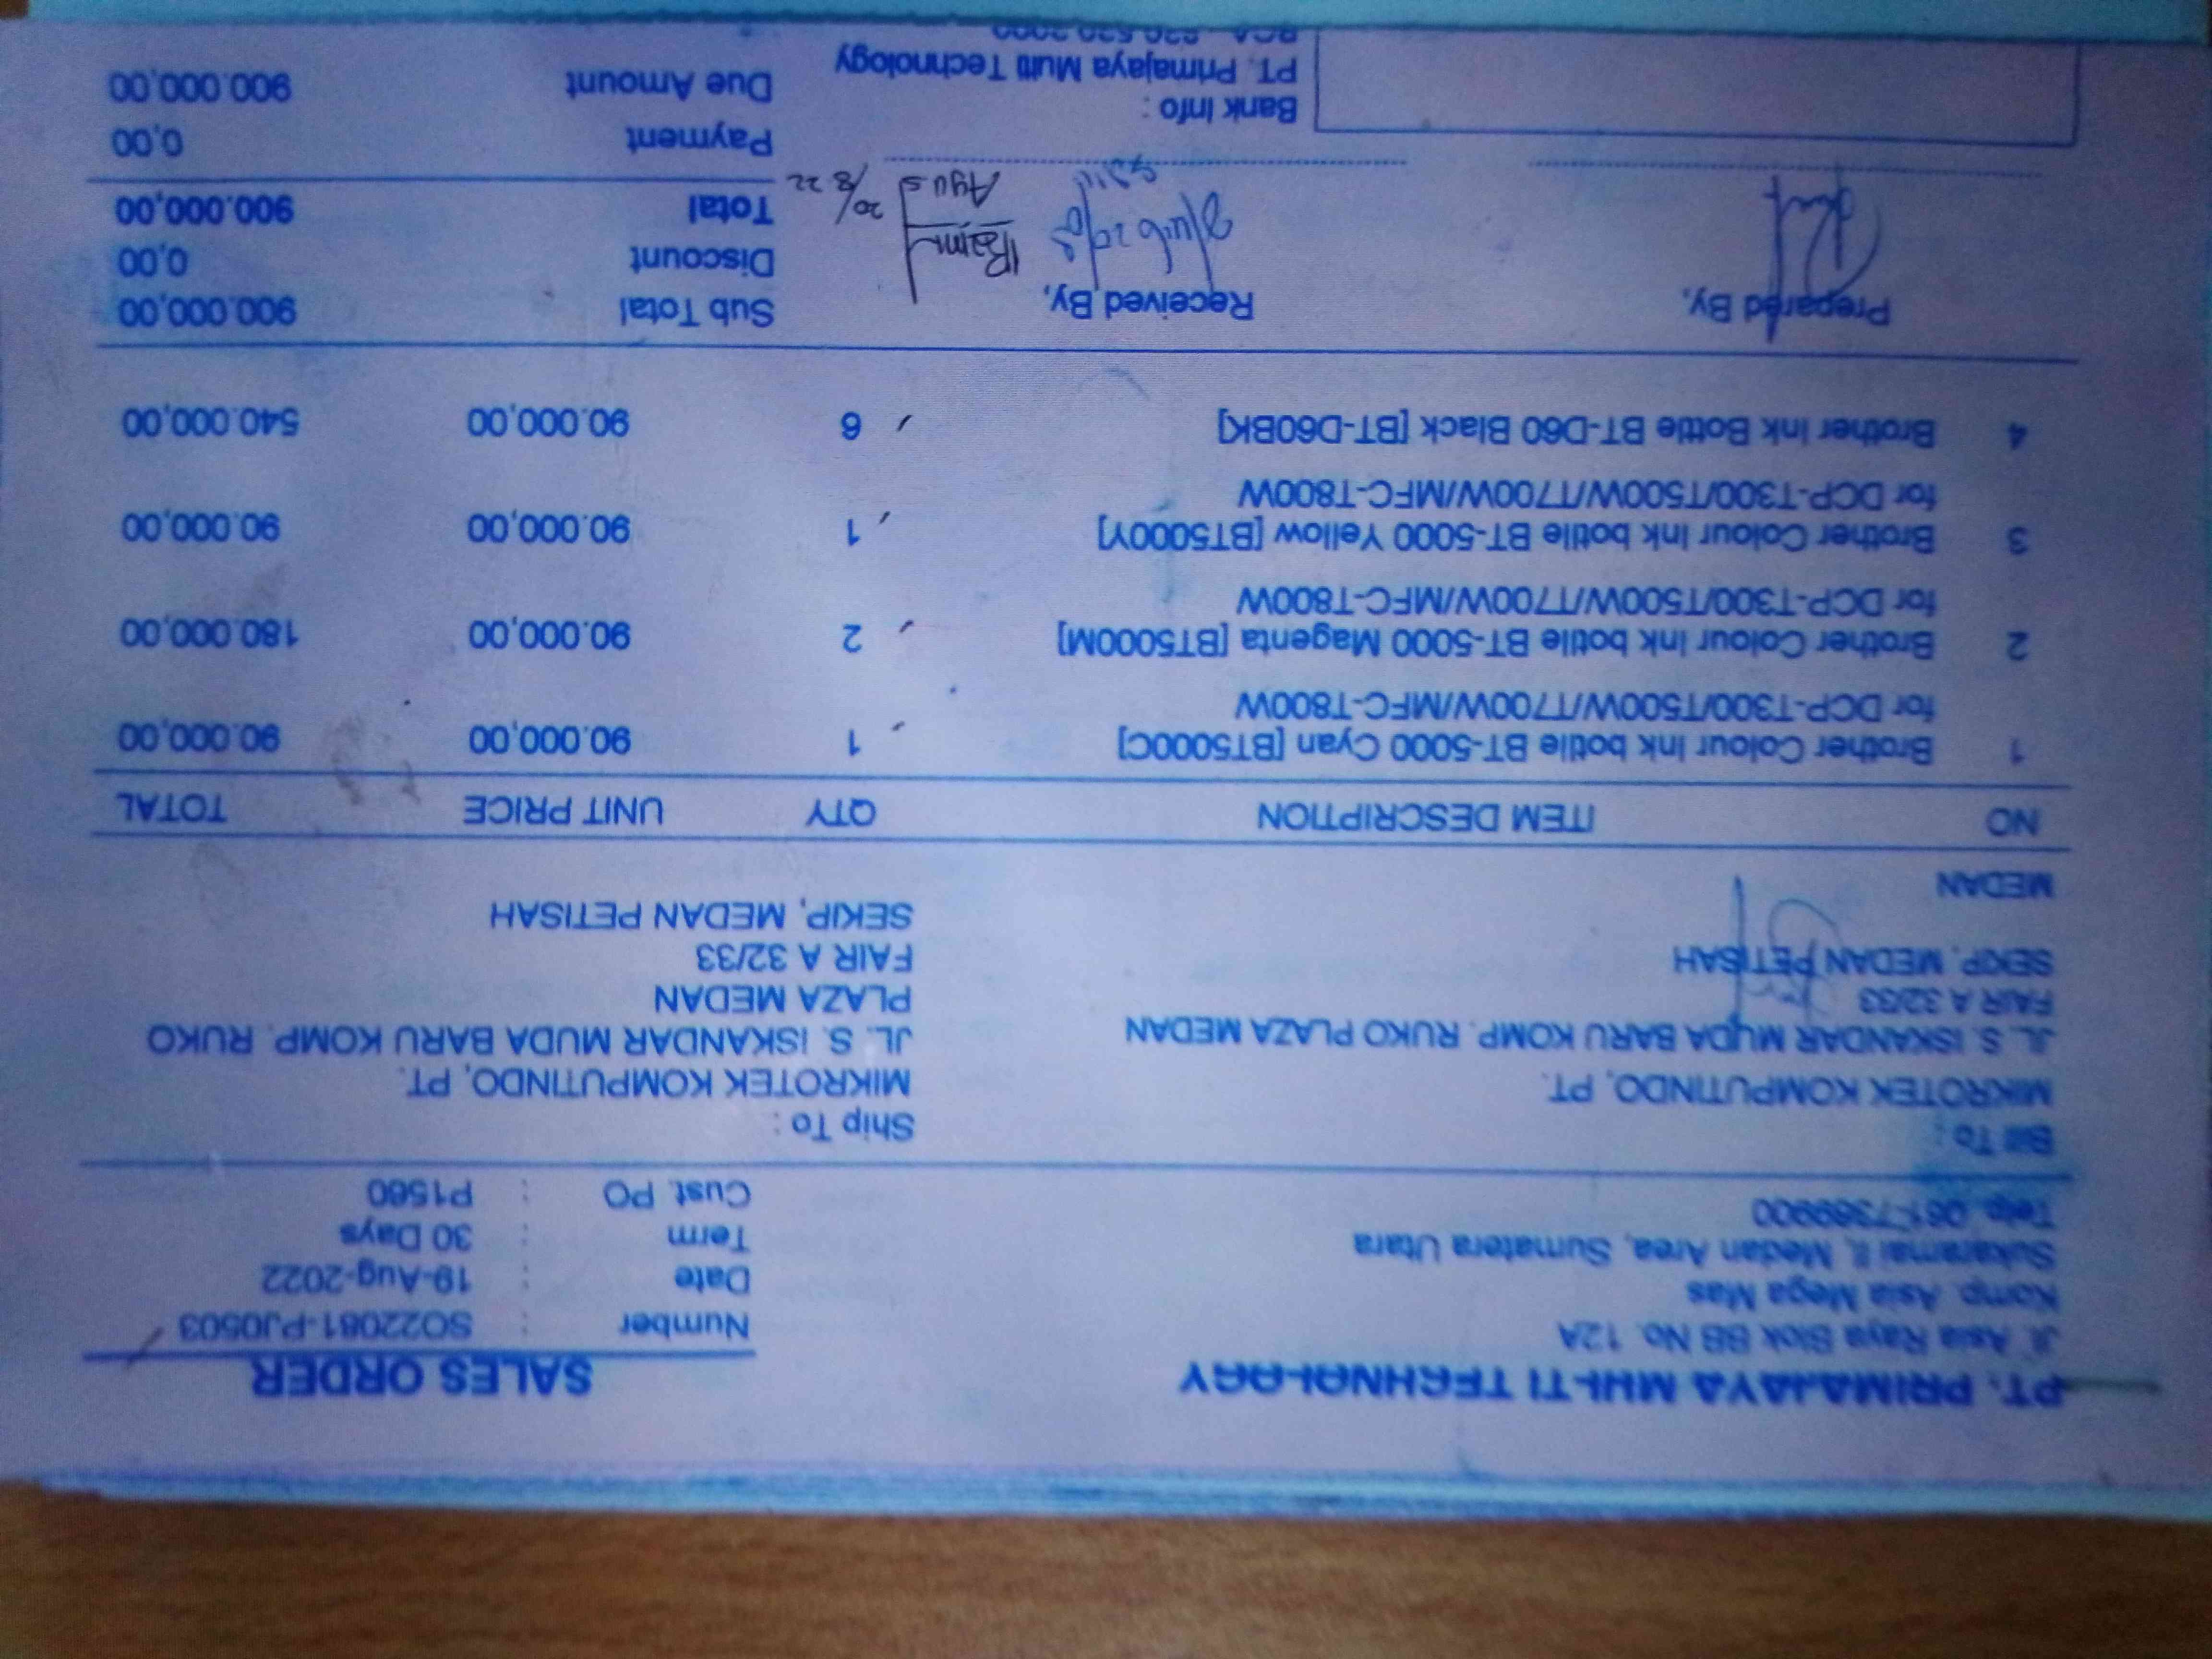 PT. PRIMAJAYA MULTI TECHNOLOGY
Jl. Asia Raya Blok BB No. 12A
Komp. Asia Mega Mas
Sukaramai II, Medan Area, Sumatera Utara
Telp. 061-7369900
SALES ORDER
Number : SO22081-PJ0503
Date : 19-Aug-2022
Term : 30 Days
Cust. PO : P1560
Bill To :
MIKROTEK KOMPUTINDO, PT.
JL. S. ISKANDAR MUDA BARU KOMP. RUKO PLAZA MEDAN
FAIR A 32/33
SEKIP, MEDAN PETISAH
MEDAN
Ship To :
MIKROTEK KOMPUTINDO, PT.
JL. S. ISKANDAR MUDA BARU KOMP. RUKO
PLAZA MEDAN
FAIR A 32/33
SEKIP, MEDAN PETISAH
NO ITEM DESCRIPTION QTY UNIT PRICE TOTAL
1 Brother Colour Ink bottle BT-5000 Cyan [BT5000C] 1 90.000,00 90.000,00
for DCP-T300/T500W/T700W/MFC-T800W
2 Brother Colour Ink bottle BT-5000 Magenta [BT5000M] 2 90.000,00 180.000,00
for DCP-T300/T500W/T700W/MFC-T800W
3 Brother Colour Ink bottle BT-5000 Yellow [BT5000Y] 1 90.000,00 90.000,00
for DCP-T300/T500W/T700W/MFC-T800W
4 Brother Ink Bottle BT-D60 Black [BT-D60BK] 6 90.000,00 540.000,00
Prepared By,
Received By,
Agus
20/8 22
Sub Total 900.000,00
Discount 0,00
Total 900.000,00
Payment 0,00
Due Amount 900.000,00
Bank Info :
PT. Primajaya Multi Technology